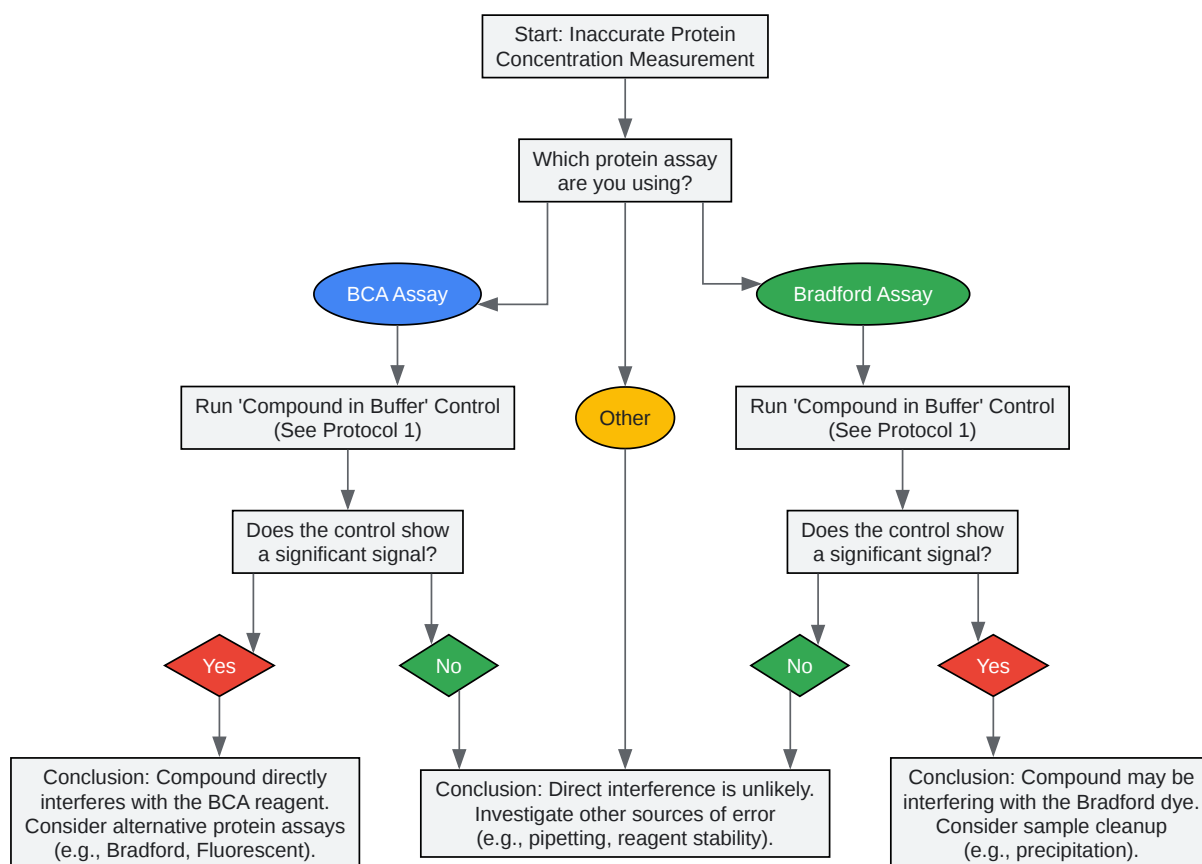 Start: Inaccurate Protein
Concentration Measurement
Which protein assay
are you using?
BCA Assay
Bradford Assay
Run 'Compound in Buffer' Control
(See Protocol 1)
Other
Run 'Compound in Buffer' Control
(See Protocol 1)
Does the control show
a significant signal?
Does the control show
a significant signal?
Yes
No
No
Yes
Conclusion: Compound directly
interferes with the BCA reagent.
Consider alternative protein assays
(e.g., Bradford, Fluorescent).
Conclusion: Direct interference is unlikely.
Investigate other sources of error
(e.g., pipetting, reagent stability).
Conclusion: Compound may be
interfering with the Bradford dye.
Consider sample cleanup
(e.g., precipitation).